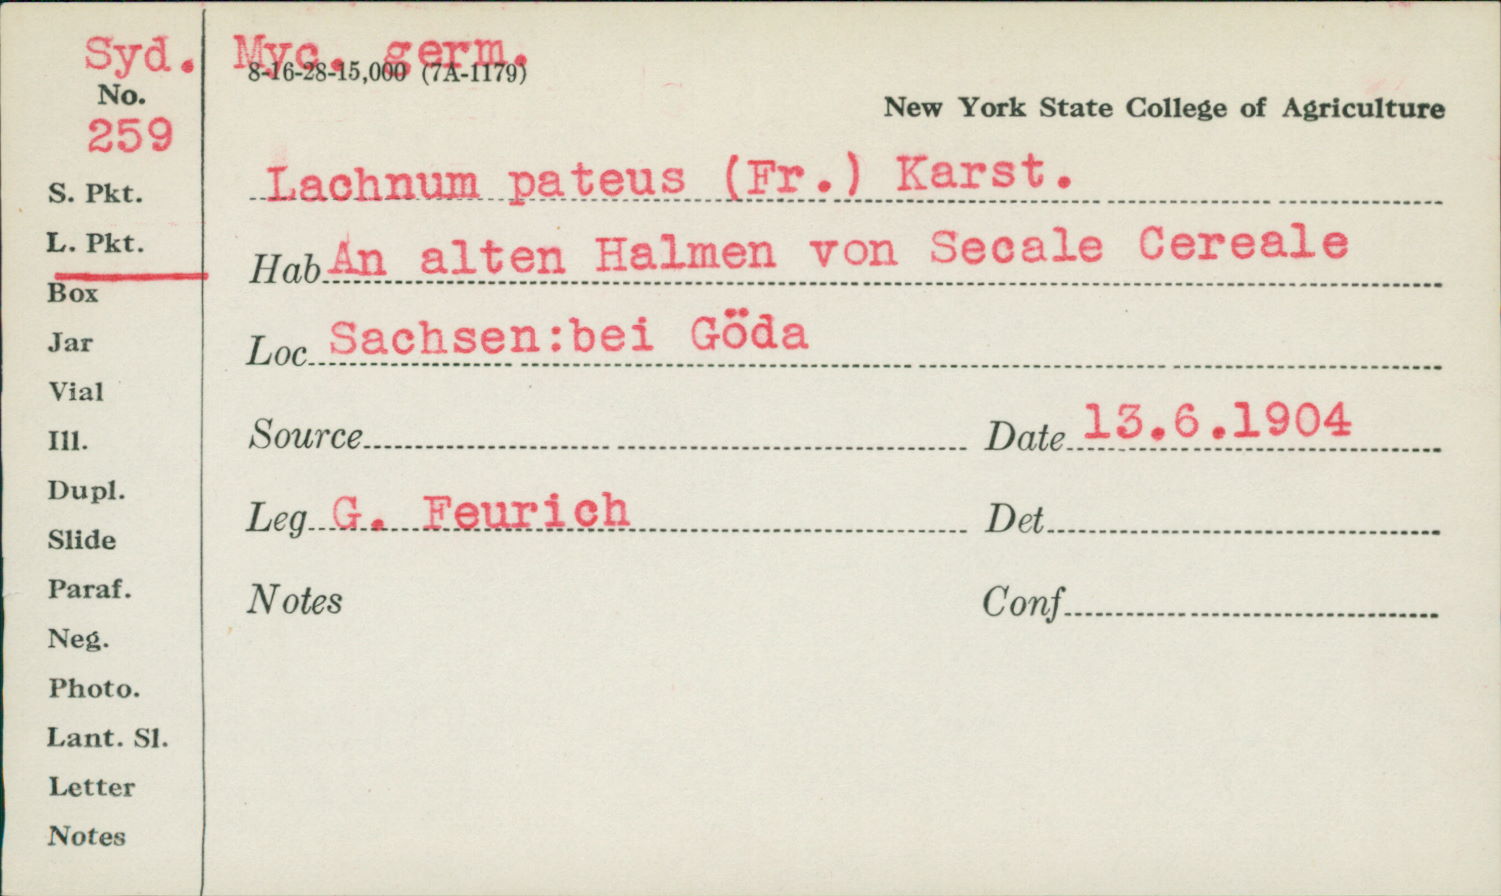 Syd. Myc. germ.
8-16-28-15,000 (7A-1179)
No.
259
New York State College of Agriculture
S. Pkt.
Lachnum pateus (Fr.) Karst.
L. Pkt.
Hab An alten Halmen von Secale Cereale
Box
Jar
Loc Sachsen:bei Göda
Vial
Ill.
Source Date 13.6.1904
Dupl.
Leg G. Feurich Det
Slide
Paraf.
Notes Conf
Neg.
Photo.
Lant. Sl.
Letter
Notes